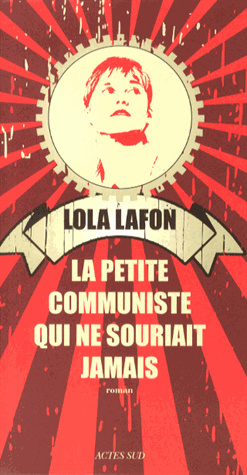 LOLA LAFON
LA PETITE
COMMUNISTE
QUI NE SOURIAIT
JAMAIS
roman
ACTES SUD